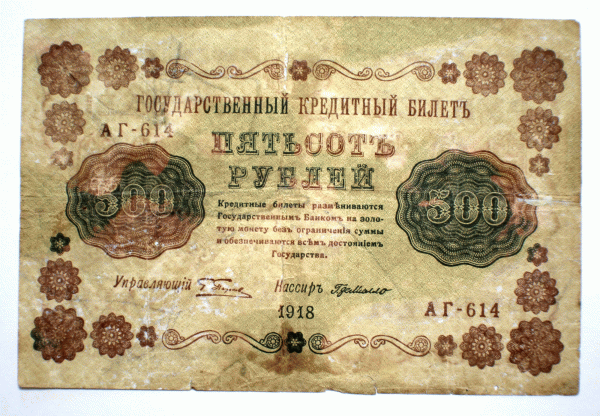 ГОСУДАРСТВЕННЫЙ КРЕДИТНЫЙ БИЛЕТЪ
АГ-614
ПЯТЬСОТЪ
РУБЛЕЙ
500
500
Кредитные билеты размѣниваются
Государственнымъ Банкомъ на золо-
тую монету безъ ограниченія суммы
и обезпечиваются всѣмъ достояніемъ
Государства.
Управляющій
Кассиръ
1918
АГ-614